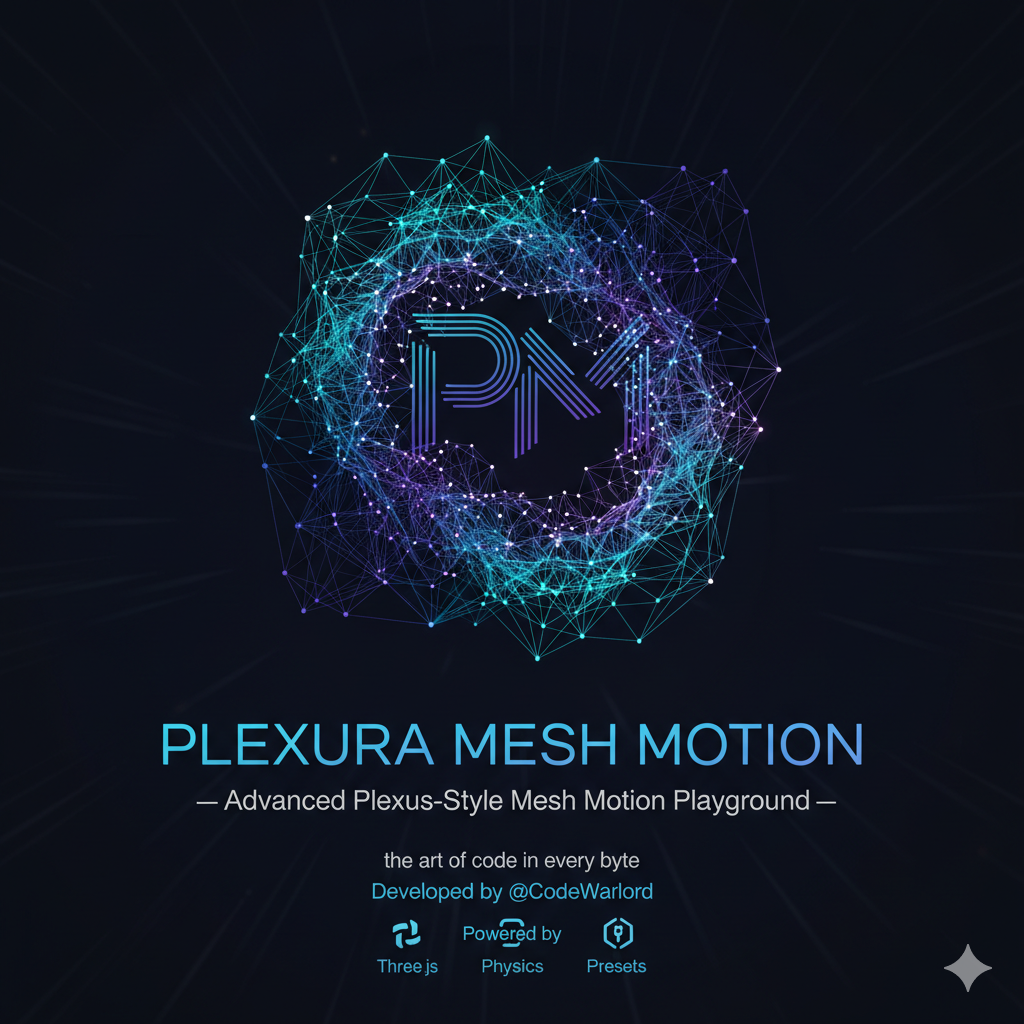 PM
PLEXURA MESH MOTION
— Advanced Plexus-Style Mesh Motion Playground —
the art of code in every byte
Developed by @CodeWarlord
Powered by
Three js Physics Presets